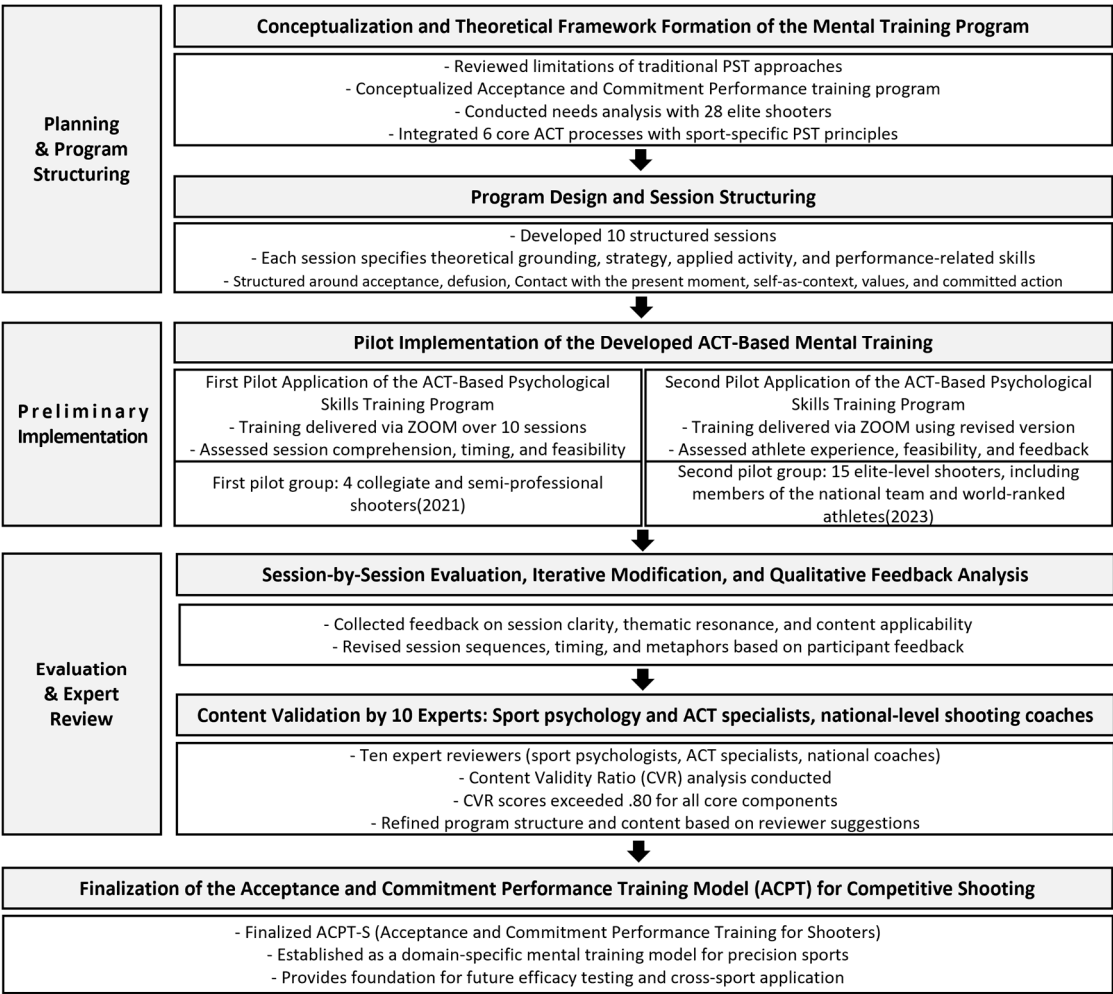 Planning
& Program
Structuring
Conceptualization and Theoretical Framework Formation of the Mental Training Program
- Reviewed limitations of traditional PST approaches
- Conceptualized Acceptance and Commitment Performance training program
- Conducted needs analysis with 28 elite shooters
- Integrated 6 core ACT processes with sport-specific PST principles
Program Design and Session Structuring
- Developed 10 structured sessions
- Each session specifies theoretical grounding, strategy, applied activity, and performance-related skills
- Structured around acceptance, defusion, Contact with the present moment, self-as-context, values, and committed action
Preliminary
Implementation
Pilot Implementation of the Developed ACT-Based Mental Training
First Pilot Application of the ACT-Based Psychological
Skills Training Program
- Training delivered via ZOOM over 10 sessions
- Assessed session comprehension, timing, and feasibility
First pilot group: 4 collegiate and semi-professional
shooters(2021)
Second Pilot Application of the ACT-Based Psychological
Skills Training Program
- Training delivered via ZOOM using revised version
- Assessed athlete experience, feasibility, and feedback
Second pilot group: 15 elite-level shooters, including
members of the national team and world-ranked
athletes(2023)
Evaluation
& Expert
Review
Session-by-Session Evaluation, Iterative Modification, and Qualitative Feedback Analysis
- Collected feedback on session clarity, thematic resonance, and content applicability
- Revised session sequences, timing, and metaphors based on participant feedback
Content Validation by 10 Experts: Sport psychology and ACT specialists, national-level shooting coaches
- Ten expert reviewers (sport psychologists, ACT specialists, national coaches)
- Content Validity Ratio (CVR) analysis conducted
- CVR scores exceeded .80 for all core components
- Refined program structure and content based on reviewer suggestions
Finalization of the Acceptance and Commitment Performance Training Model (ACPT) for Competitive Shooting
- Finalized ACPT-S (Acceptance and Commitment Performance Training for Shooters)
- Established as a domain-specific mental training model for precision sports
- Provides foundation for future efficacy testing and cross-sport application